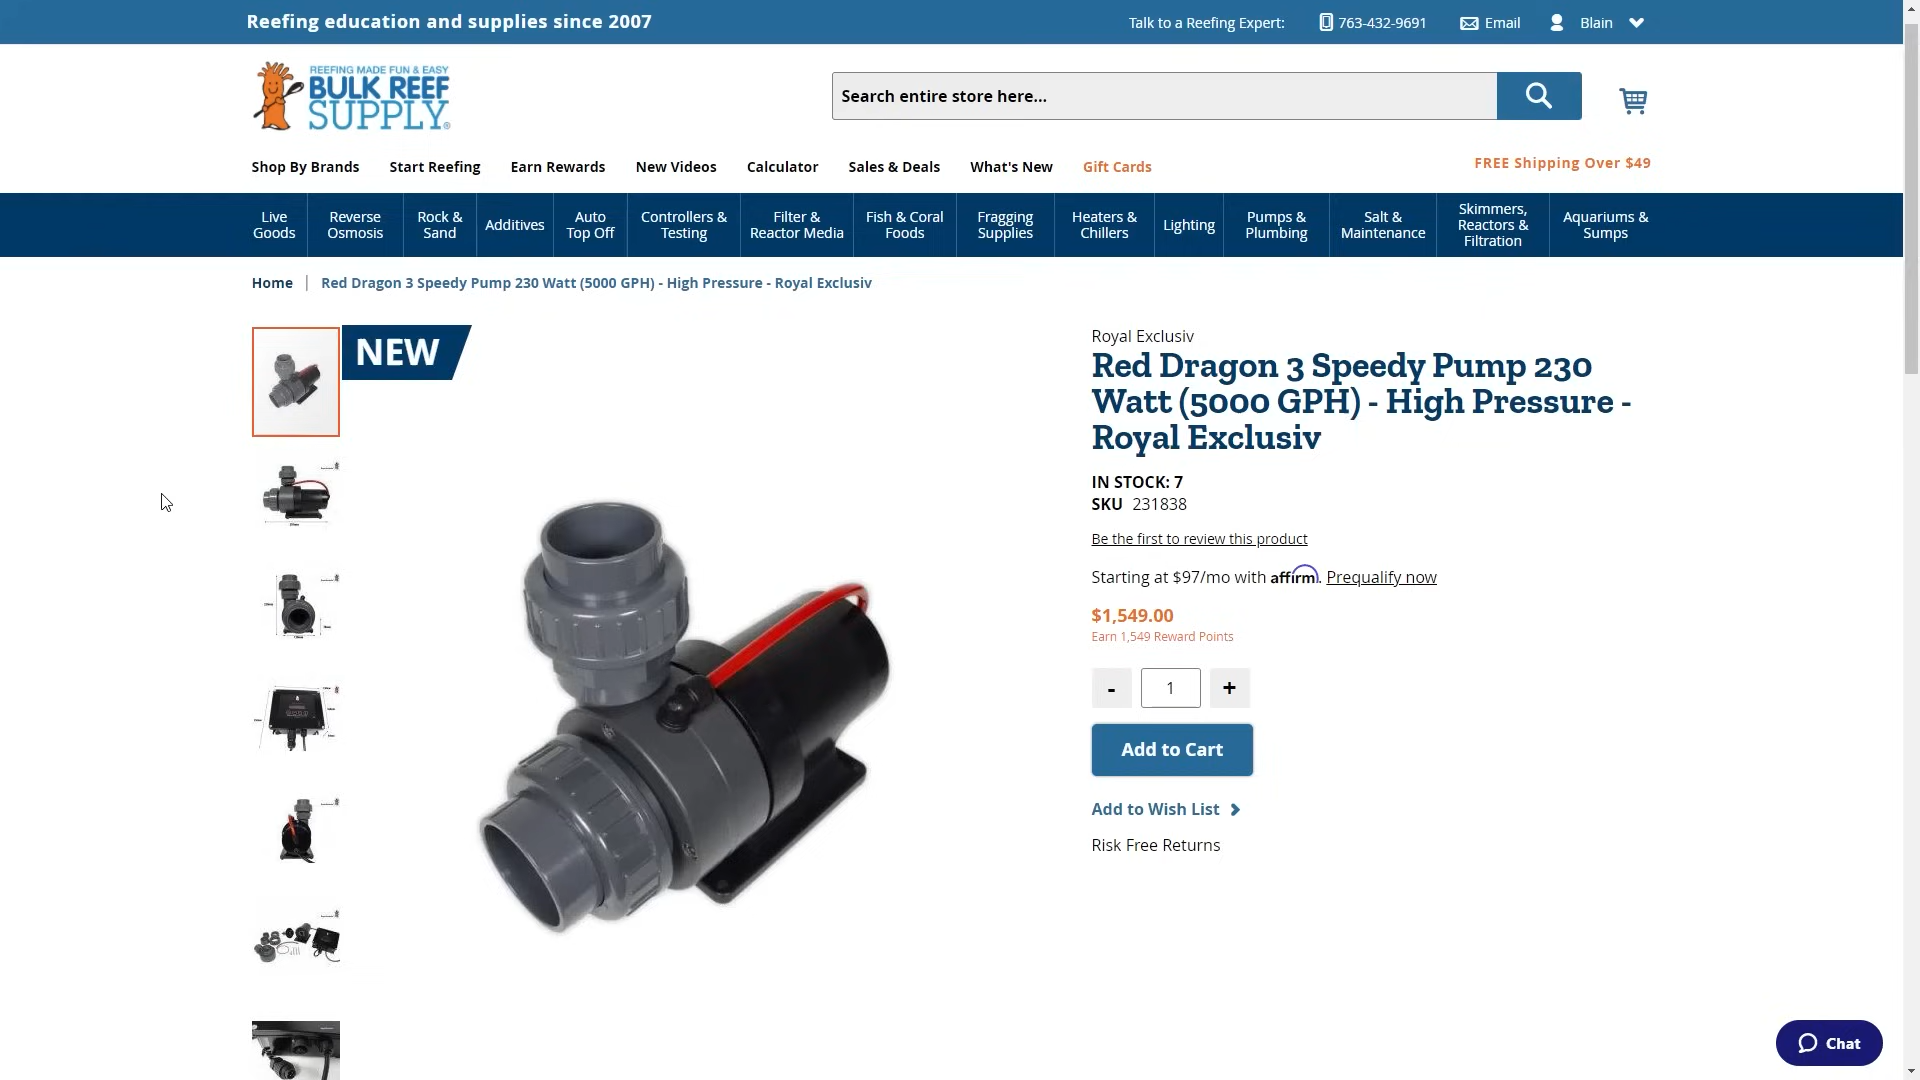 Reefing education and supplies since 2007
Talk to a Reefing Expert:
763-432-9691
Email
Blain
REEFING MADE FUN & EASY
BULK REEF
SUPPLY®
Search entire store here...
Shop By Brands
Start Reefing
Earn Rewards
New Videos
Calculator
Sales & Deals
What's New
Gift Cards
FREE Shipping Over $49
Live
Goods
Reverse
Osmosis
Rock &
Sand
Additives
Auto
Top Off
Controllers &
Testing
Filter &
Reactor Media
Fish & Coral
Foods
Fragging
Supplies
Heaters &
Chillers
Lighting
Pumps &
Plumbing
Salt &
Maintenance
Skimmers,
Reactors &
Filtration
Aquariums &
Sumps
Home | Red Dragon 3 Speedy Pump 230 Watt (5000 GPH) - High Pressure - Royal Exclusiv
NEW
Royal Exclusiv
Red Dragon 3 Speedy Pump 230
Watt (5000 GPH) - High Pressure -
Royal Exclusiv
IN STOCK: 7
SKU 231838
Be the first to review this product
Starting at $97/mo with affirm. Prequalify now
$1,549.00
Earn 1,549 Reward Points
- 1 +
Add to Cart
Add to Wish List
Risk Free Returns
Chat